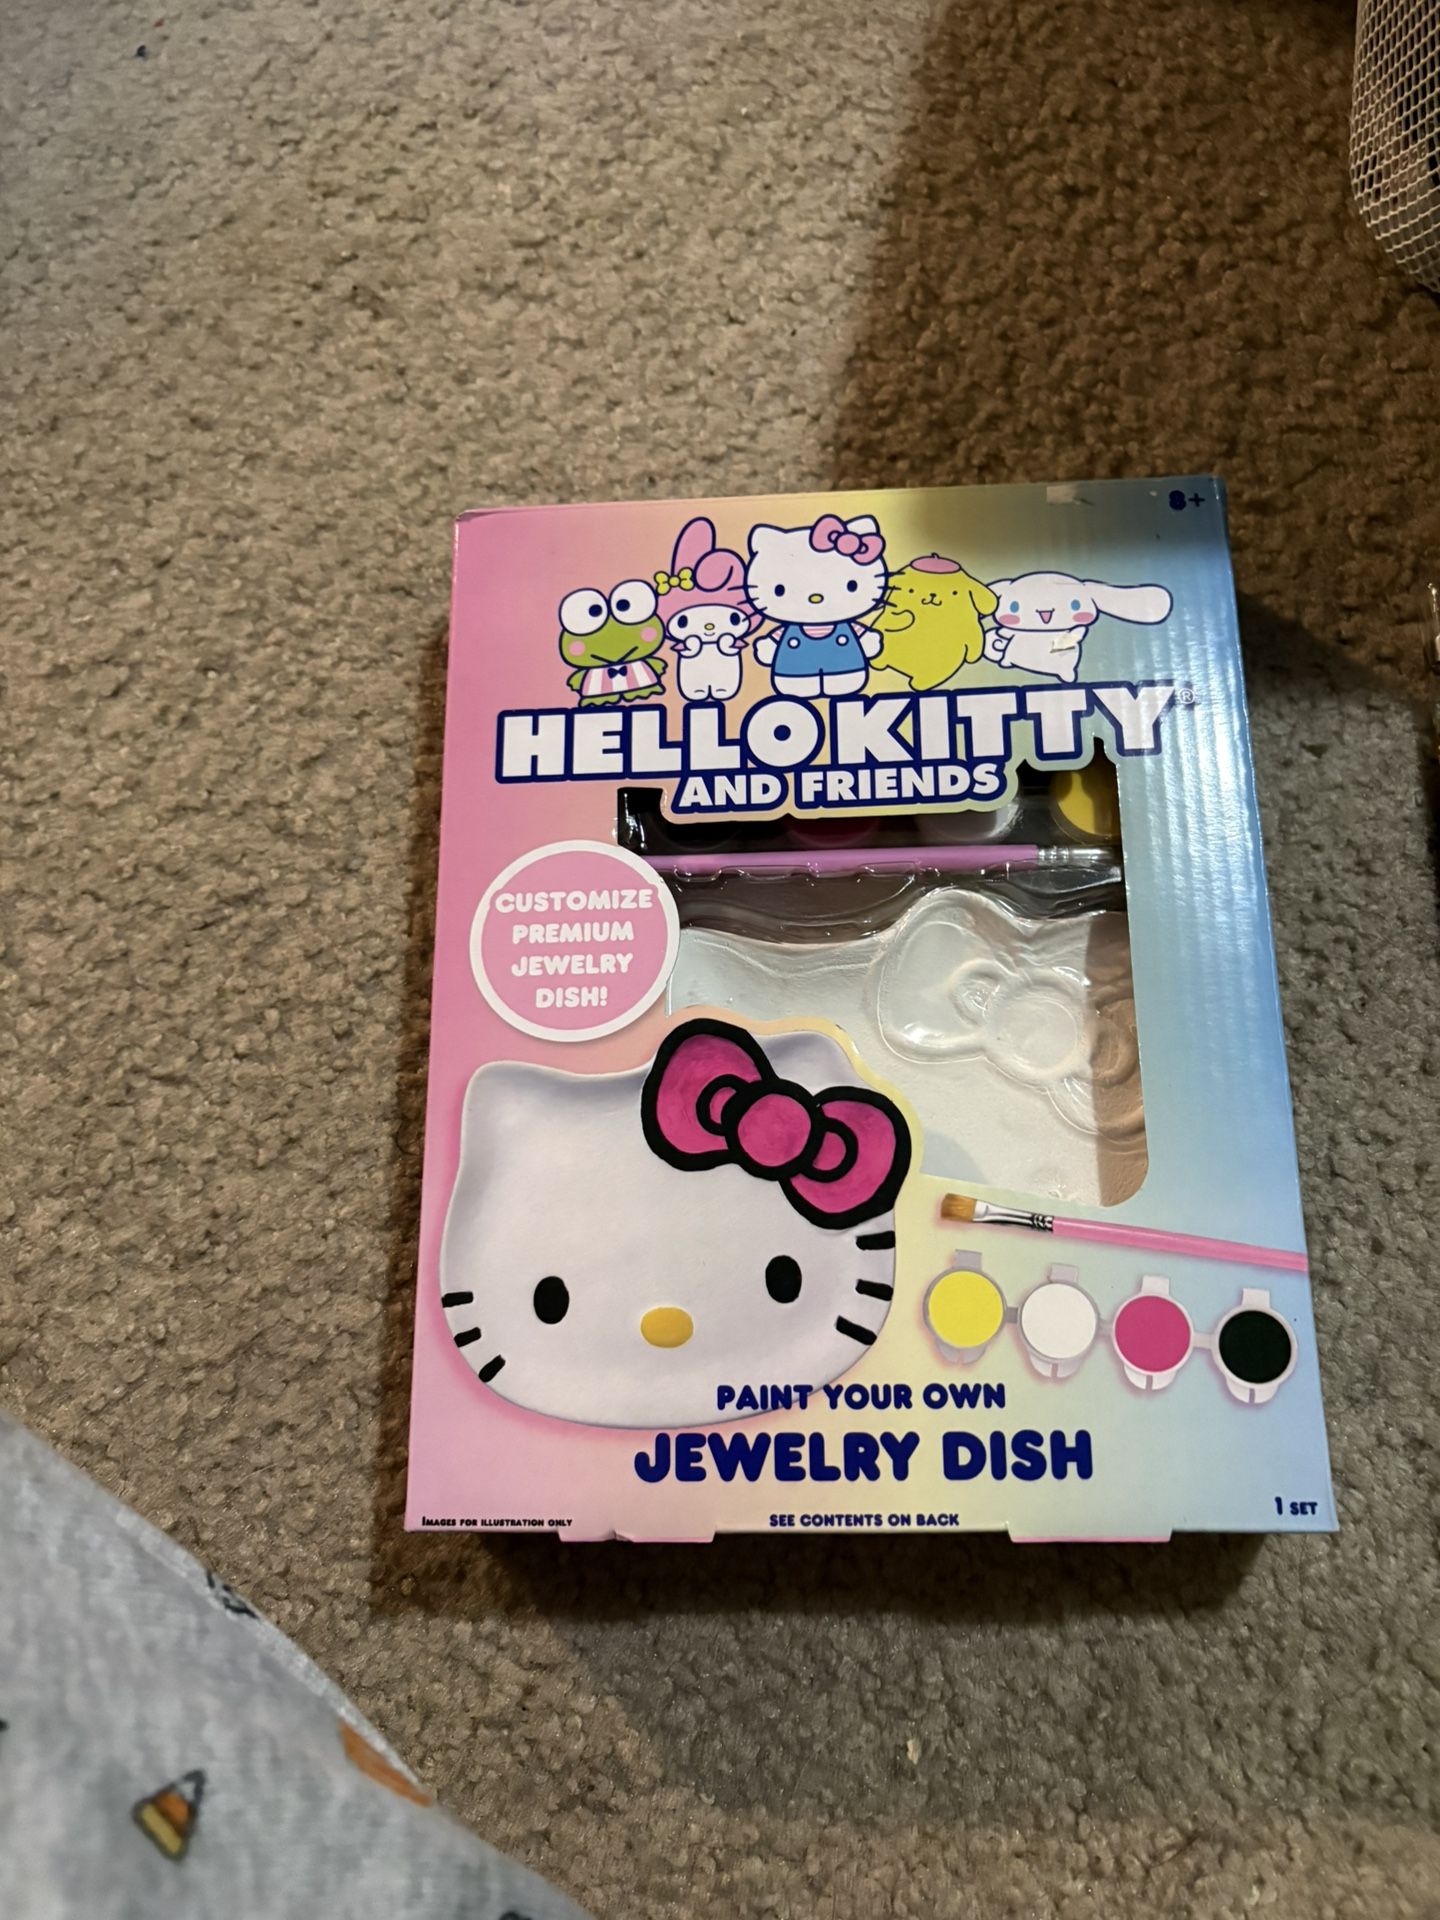 8+
HELLO KITTY®
AND FRIENDS
CUSTOMIZE
PREMIUM
JEWELRY
DISH!
PAINT YOUR OWN
JEWELRY DISH
1 SET
IMAGES FOR ILLUSTRATION ONLY
SEE CONTENTS ON BACK